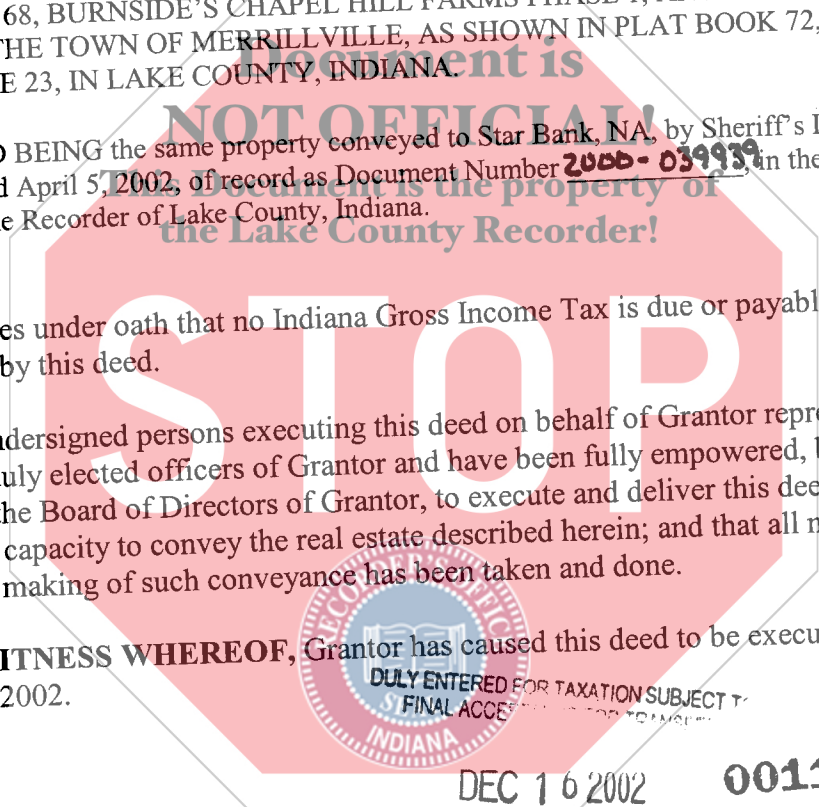 68, BURNSIDE'S CHAPEL HILL FARMS PHASE
THE TOWN OF MERRILLVILLE, AS SHOWN IN PLAT BOOK 72,
E 23, IN LAKE COUNTY, INDIANA.
Document is
NOT OFFICIAL!
This Document is the property of
the Lake County Recorder!
BEING the same property conveyed to Star Bank, NA, by Sheriff's
d April 5, 2002, of record as Document Number 2000-039939, in the
e Recorder of Lake County, Indiana.
STOP
es under oath that no Indiana Gross Income Tax is due or payabl
by this deed.
ndersigned persons executing this deed on behalf of Grantor repre
uly elected officers of Grantor and have been fully empowered,
the Board of Directors of Grantor, to execute and deliver this dee
capacity to convey the real estate described herein; and that all
making of such conveyance has been taken and done.
RECORDER'S OFFICE
ITNESS WHEREOF, Grantor has caused this deed to be execu
2002.
DULY ENTERED FOR TAXATION SUBJECT
FINAL
INDIANA
DEC 16 2002
0011